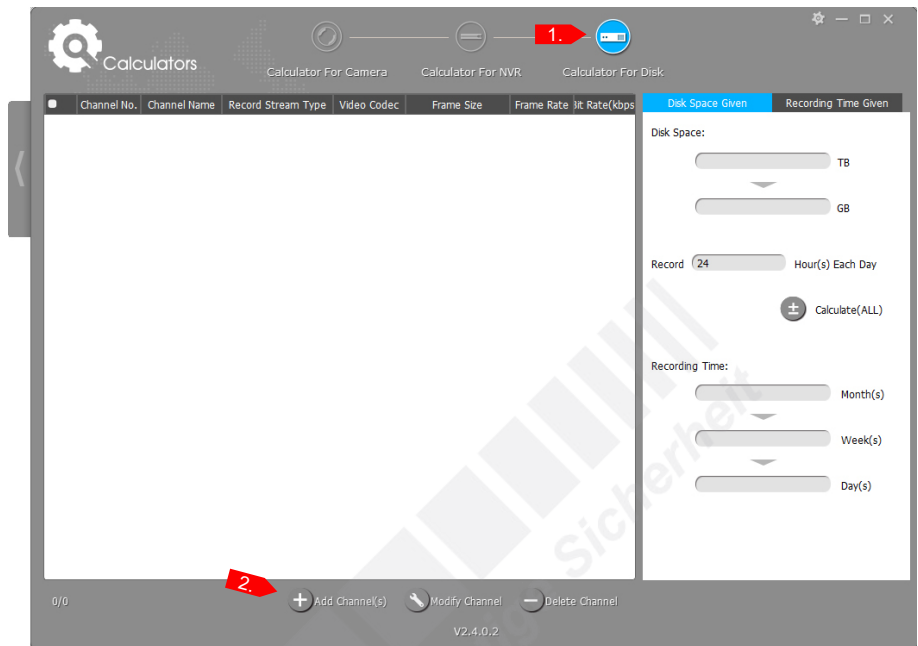 Calculators
1.
Calculator For Camera
Calculator For NVR
Calculator For Disk
Channel No.
Channel Name
Record Stream Type
Video Codec
Frame Size
Frame Rate
Bit Rate(kbps
Disk Space Given
Recording Time Given
Disk Space:
TB
GB
Record 24 Hour(s) Each Day
Calculate(ALL)
Recording Time:
Month(s)
Week(s)
Day(s)
2.
0/0
Add Channel(s)
Modify Channel
Delete Channel
V2.4.0.2
Sicherheit